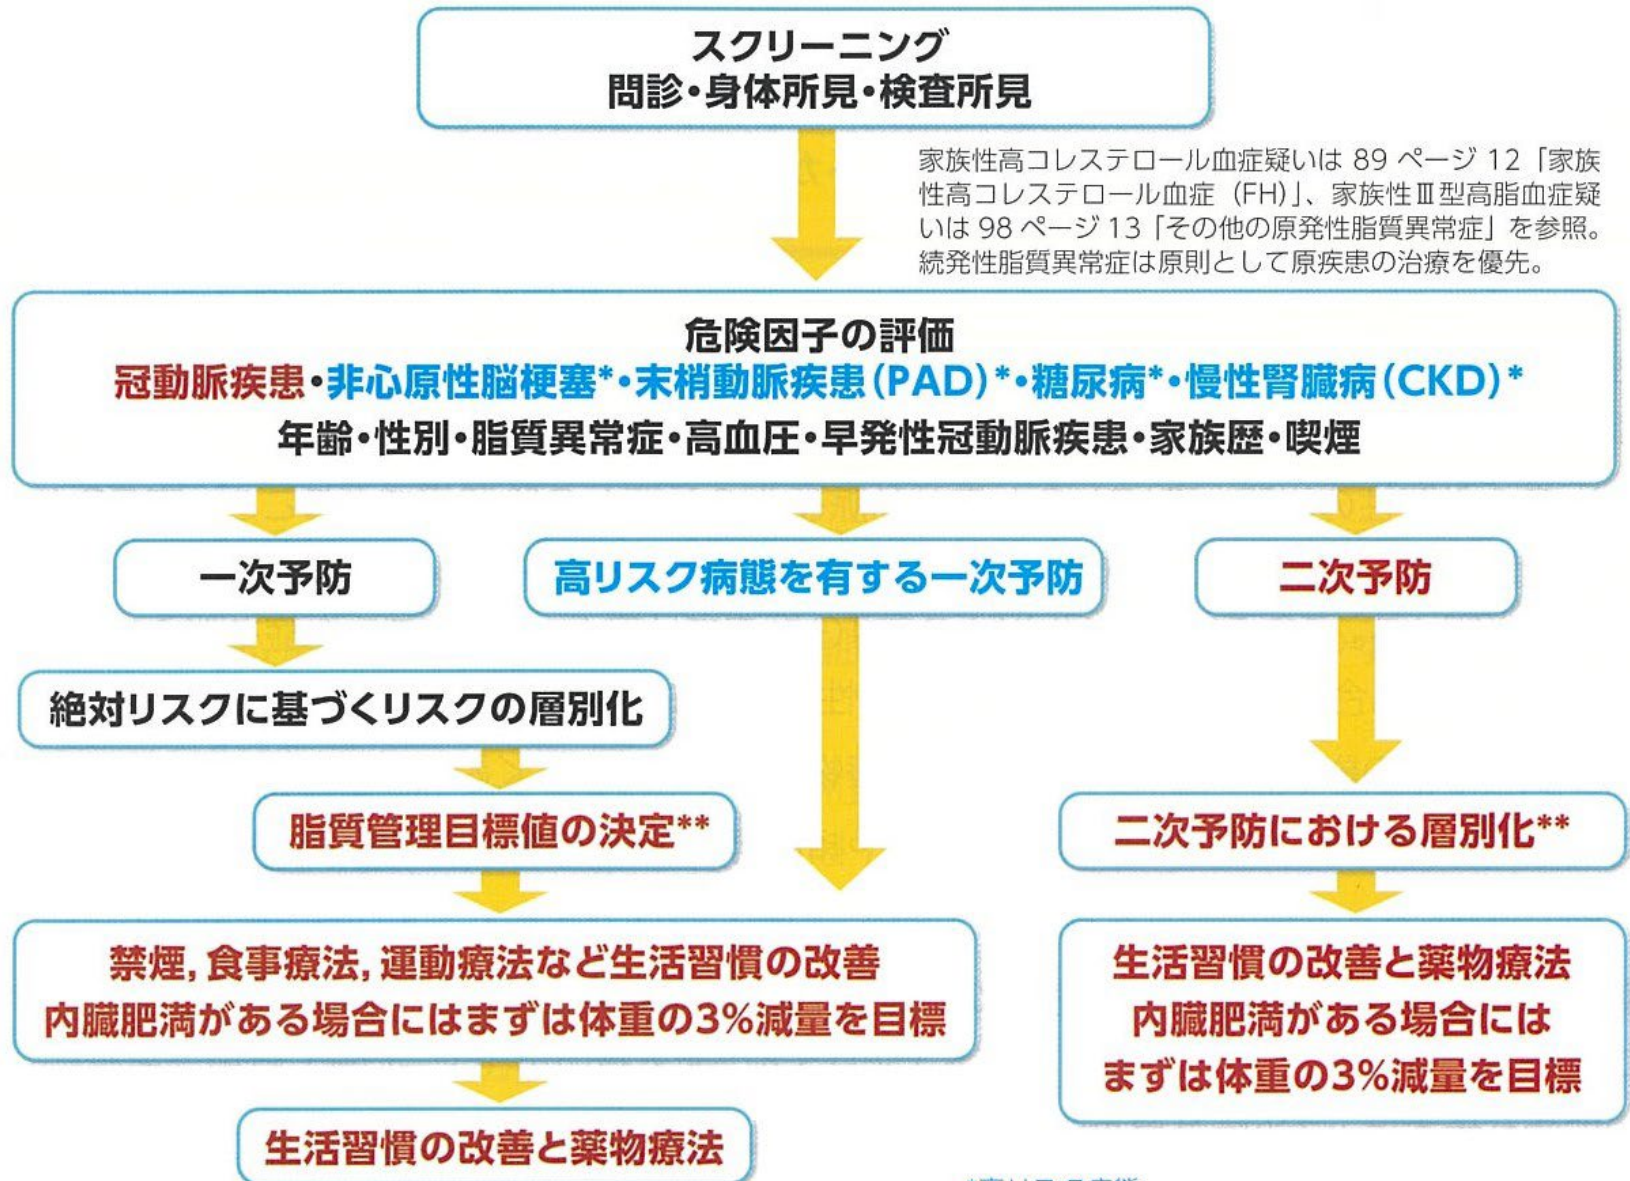 スクリーニング
問診・身体所見・検査所見
家族性高コレステロール血症疑いは 89 ページ 12「家族
性高コレステロール血症（FH）」、家族性Ⅲ型高脂血症疑
いは 98 ページ 13「その他の原発性脂質異常症」を参照。
続発性脂質異常症は原則として原疾患の治療を優先。
危険因子の評価
冠動脈疾患・非心原性脳梗塞*・末梢動脈疾患(PAD)*・糖尿病*・慢性腎臓病(CKD)*
年齢・性別・脂質異常症・高血圧・早発性冠動脈疾患・家族歴・喫煙
一次予防
高リスク病態を有する一次予防
二次予防
絶対リスクに基づくリスクの層別化
脂質管理目標値の決定**
二次予防における層別化**
禁煙,食事療法,運動療法など生活習慣の改善
内臓肥満がある場合にはまずは体重の3%減量を目標
生活習慣の改善と薬物療法
内臓肥満がある場合には
まずは体重の3%減量を目標
生活習慣の改善と薬物療法